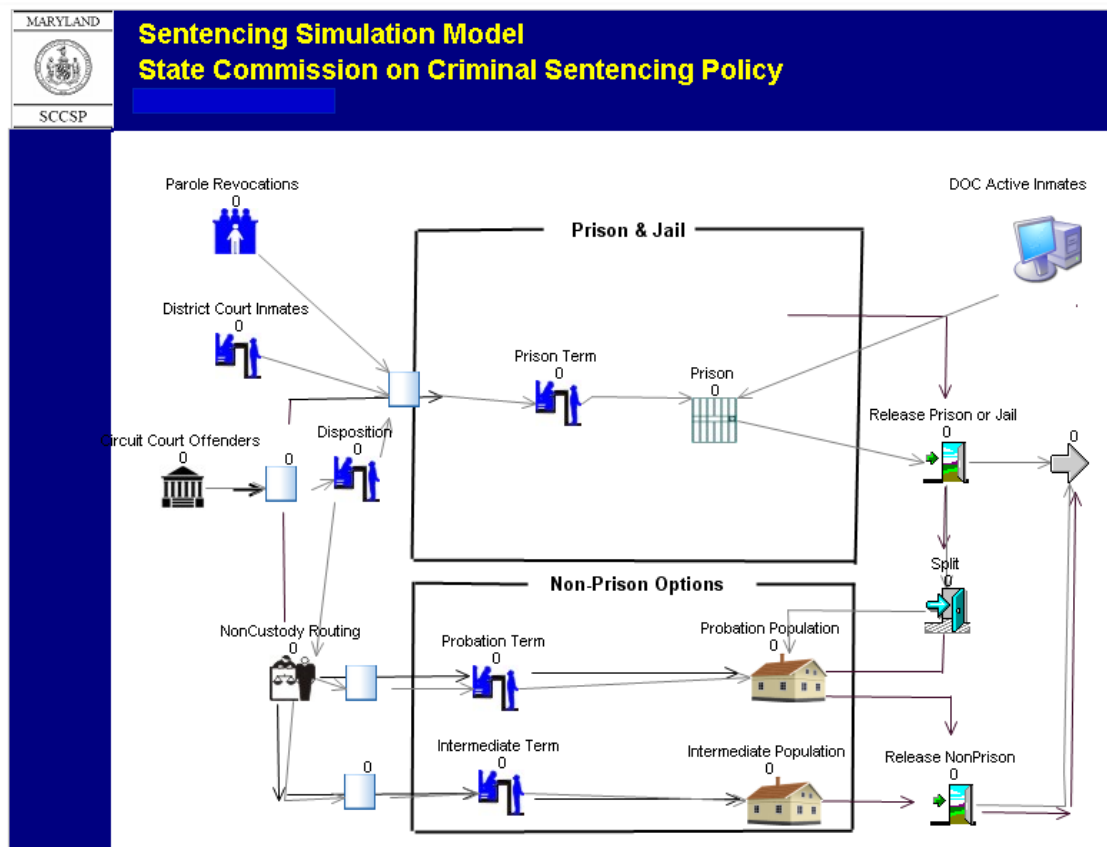 MARYLAND
SCCSP
Sentencing Simulation Model
State Commission on Criminal Sentencing Policy
Parole Revocations
0
DOC Active Inmates
Prison & Jail
District Court Inmates
0
Prison Term
0
Prison
0
Release Prison or Jail
0
0
Circuit Court Offenders
0
0
Disposition
0
Split
0
Non-Prison Options
NonCustody Routing
0
Probation Term
0
Probation Population
0
Intermediate Term
0
Intermediate Population
0
Release NonPrison
0
0